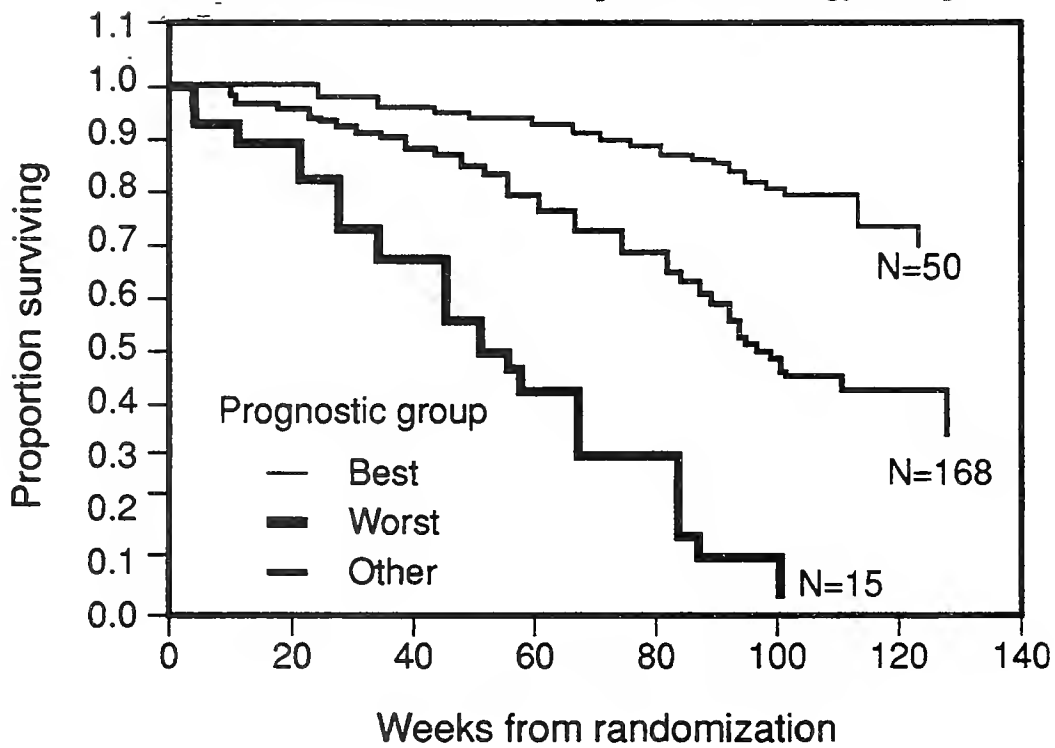 1.1
1.0
0.9
0.8
0.7
0.6
0.5
0.4
0.3
0.2
0.1
0.0
Proportion surviving
Prognostic group
Best
Worst
Other
N=50
N=168
N=15
0 20 40 60 80 100 120 140
Weeks from randomization